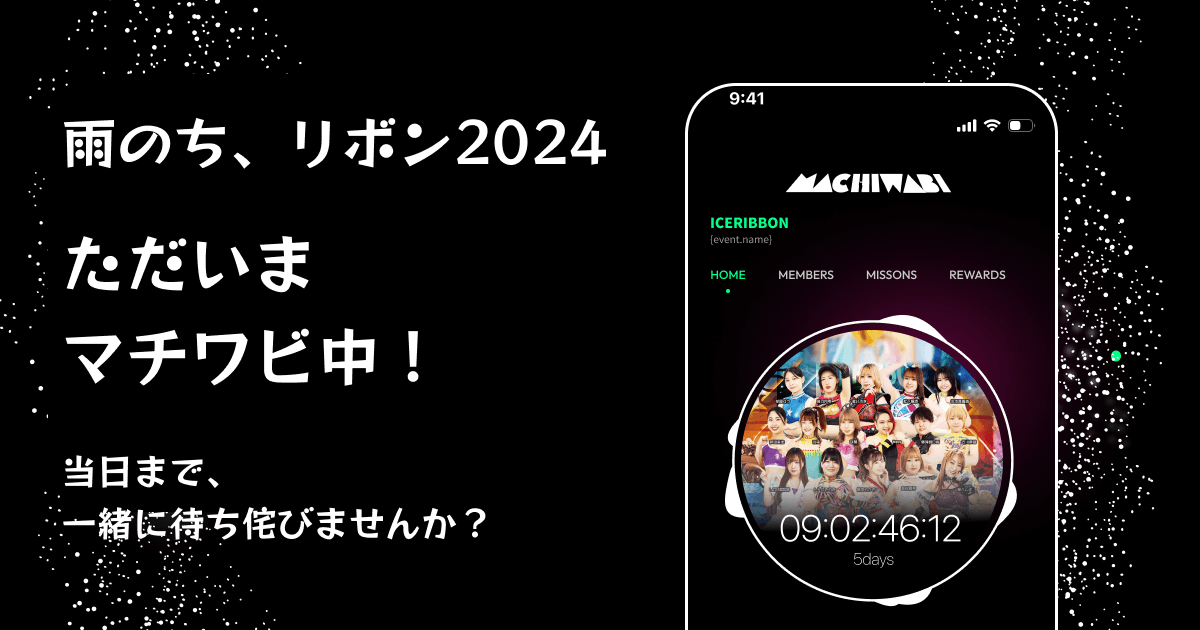 雨のち、リボン2024
ただいま
マチワビ中！
当日まで、
一緒に待ち侘びませんか？
9:41
MACHIWABI
ICERIBBON
{event.name}
HOME MEMBERS MISSONS REWARDS
09:02:46:12
5days